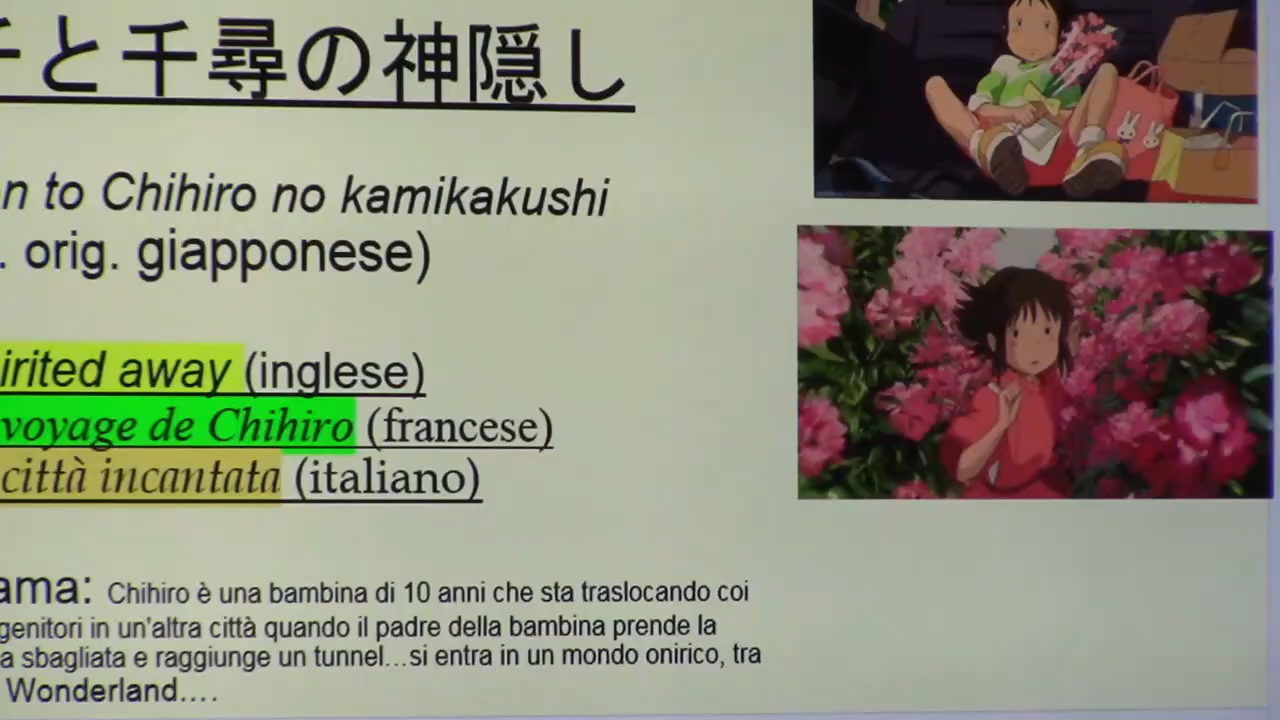 と千尋の神隠し
n to Chihiro no kamikakushi
. orig. giapponese)
irited away (inglese)
voyage de Chihiro (francese)
città incantata (italiano)
ama: Chihiro è una bambina di 10 anni che sta traslocando coi
genitori in un'altra città quando il padre della bambina prende la
a sbagliata e raggiunge un tunnel…si entra in un mondo onirico, tra
Wonderland….